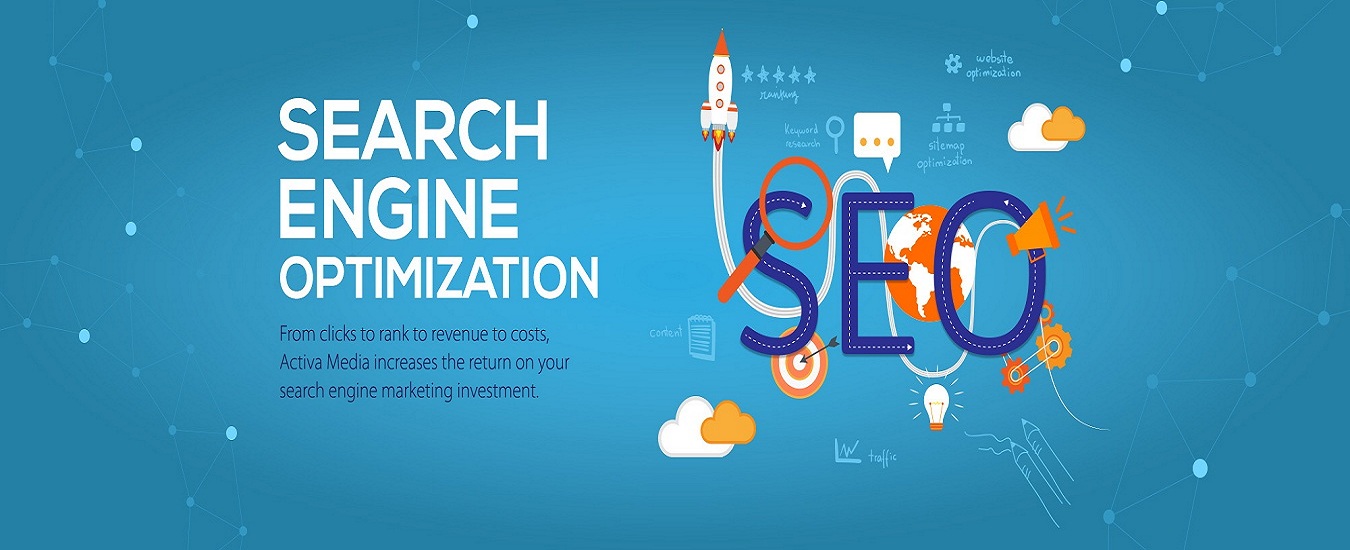 SEARCH
ENGINE
OPTIMIZATION
From clicks to rank to revenue to costs,
Activa Media increases the return on your
search engine marketing investment.
ranking
website
optimization
Keyword
research
sitemap
optimization
SEO
content
traffic